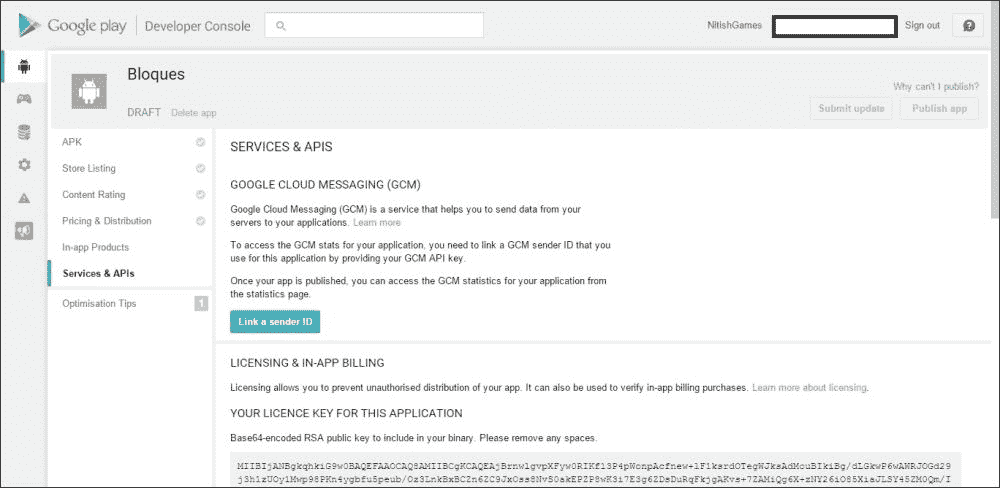 Google play | Developer Console
NitishGames
Sign out
Bloques
DRAFT Delete app
Why can't I publish?
Submit update
Publish app
APK
Store Listing
Content Rating
Pricing & Distribution
In-app Products
Services & APIs
Optimisation Tips 1
SERVICES & APIS
GOOGLE CLOUD MESSAGING (GCM)
Google Cloud Messaging (GCM) is a service that helps you to send data from your
servers to your applications. Learn more
To access the GCM stats for your application, you need to link a GCM sender ID that you
use for this application by providing your GCM API key.
Once your app is published, you can access the GCM statistics for your application from
the statistics page.
Link a sender ID
LICENSING & IN-APP BILLING
Licensing allows you to prevent unauthorised distribution of your app. It can also be used to verify in-app billing purchases. Learn more about licensing.
YOUR LICENCE KEY FOR THIS APPLICATION
Base64-encoded RSA public key to include in your binary. Please remove any spaces.